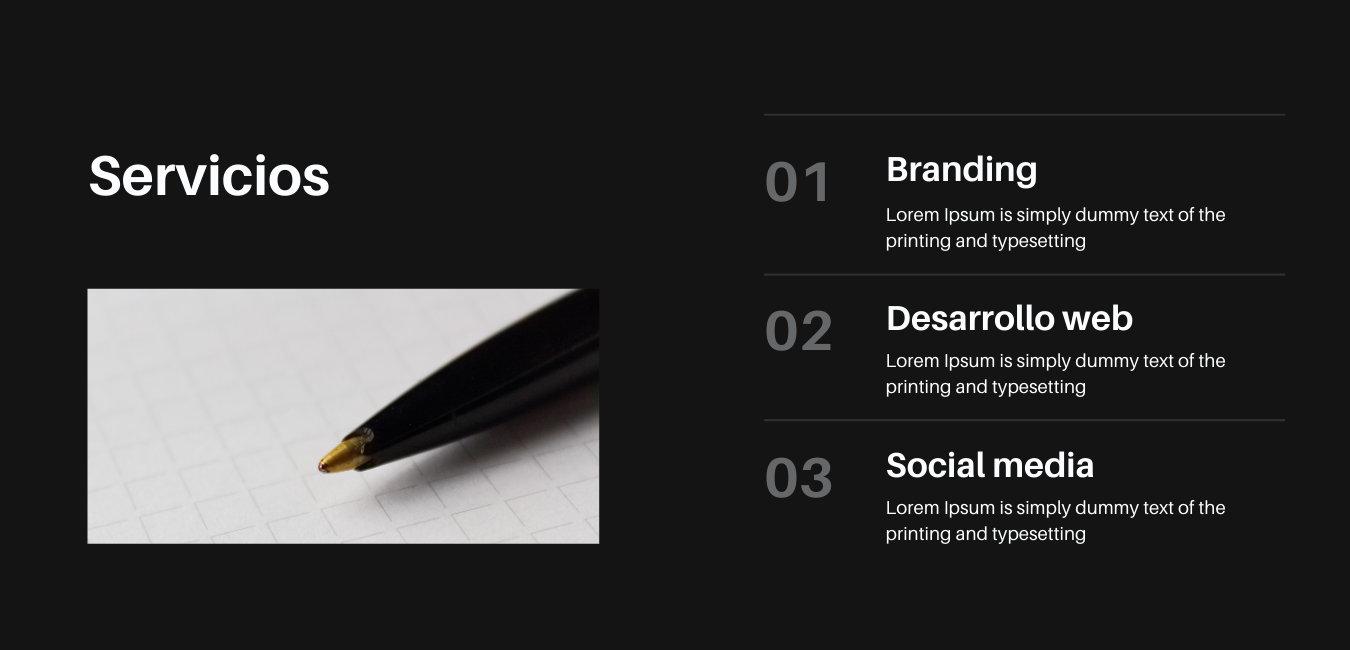 Servicios
01
Branding
Lorem Ipsum is simply dummy text of the
printing and typesetting
02
Desarrollo web
Lorem Ipsum is simply dummy text of the
printing and typesetting
03
Social media
Lorem Ipsum is simply dummy text of the
printing and typesetting